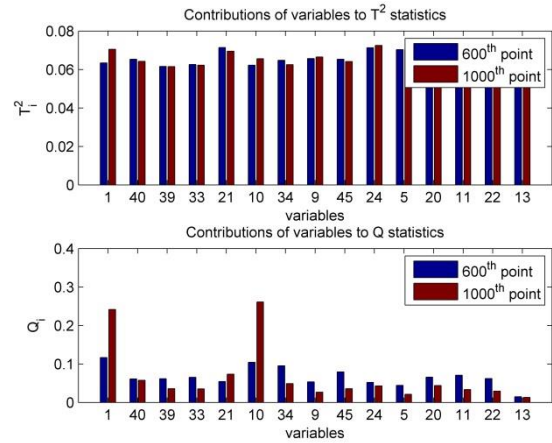 Contributions of variables to T² statistics
0.08
0.06
0.04
0.02
0
T²ᵢ
600ᵗʰ point
1000ᵗʰ point
1 40 39 33 21 10 34 9 45 24 5 20 11 22 13
variables
Contributions of variables to Q statistics
0.4
0.3
0.2
0.1
0
Qᵢ
600ᵗʰ point
1000ᵗʰ point
1 40 39 33 21 10 34 9 45 24 5 20 11 22 13
variables